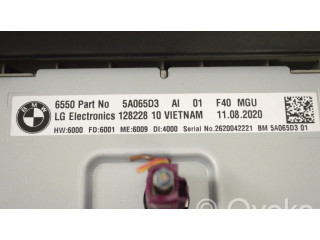 BMW
6550 Part No 5A065D3 AI 01 F40 MGU
LG Electronics 128228 10 VIETNAM 11.08.2020
HW:6000 FD:6001 ME:6009 DI:4000 Serial No.2620042221 BM 5A065D3 01